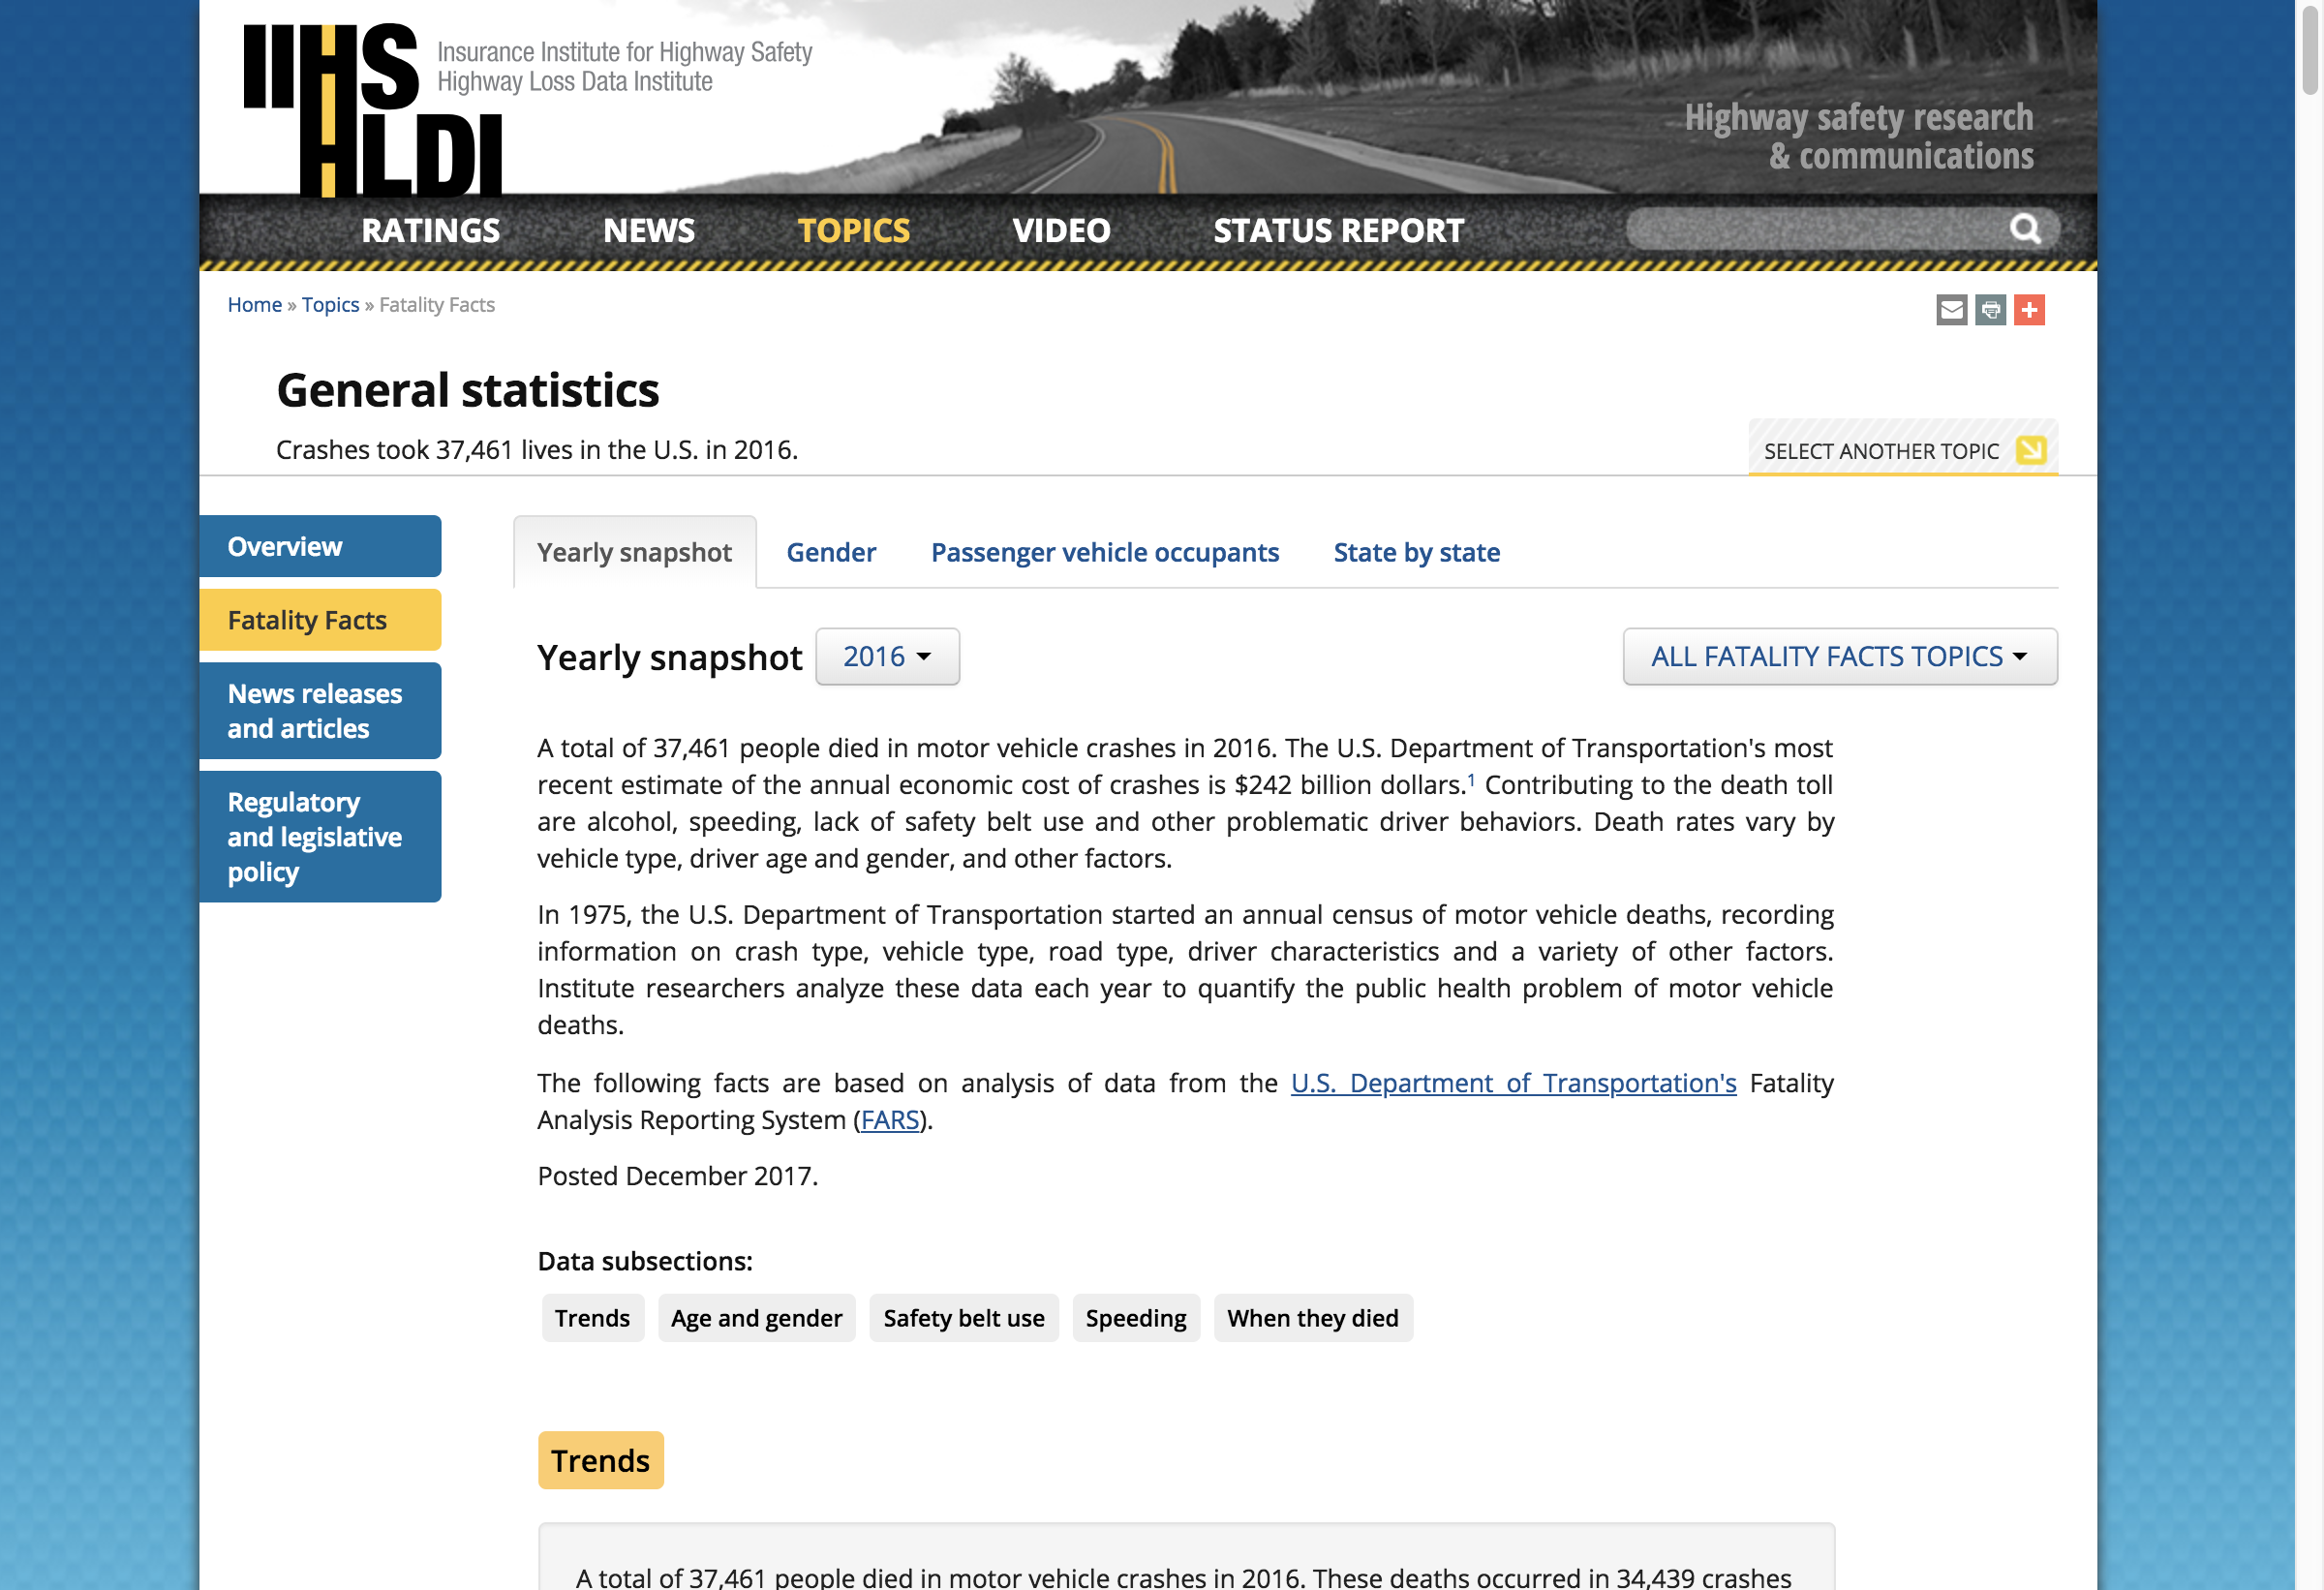 IIHS
HLDI
Insurance Institute for Highway Safety
Highway Loss Data Institute
Highway safety research
& communications
RATINGS NEWS TOPICS VIDEO STATUS REPORT
Home » Topics » Fatality Facts
General statistics
Crashes took 37,461 lives in the U.S. in 2016.
SELECT ANOTHER TOPIC
Overview
Fatality Facts
News releases
and articles
Regulatory
and legislative
policy
Yearly snapshot Gender Passenger vehicle occupants State by state
Yearly snapshot 2016 ALL FATALITY FACTS TOPICS
A total of 37,461 people died in motor vehicle crashes in 2016. The U.S. Department of Transportation's most
recent estimate of the annual economic cost of crashes is $242 billion dollars.1 Contributing to the death toll
are alcohol, speeding, lack of safety belt use and other problematic driver behaviors. Death rates vary by
vehicle type, driver age and gender, and other factors.
In 1975, the U.S. Department of Transportation started an annual census of motor vehicle deaths, recording
information on crash type, vehicle type, road type, driver characteristics and a variety of other factors.
Institute researchers analyze these data each year to quantify the public health problem of motor vehicle
deaths.
The following facts are based on analysis of data from the U.S. Department of Transportation's Fatality
Analysis Reporting System (FARS).
Posted December 2017.
Data subsections:
Trends Age and gender Safety belt use Speeding When they died
Trends
A total of 37,461 people died in motor vehicle crashes in 2016. These deaths occurred in 34,439 crashes